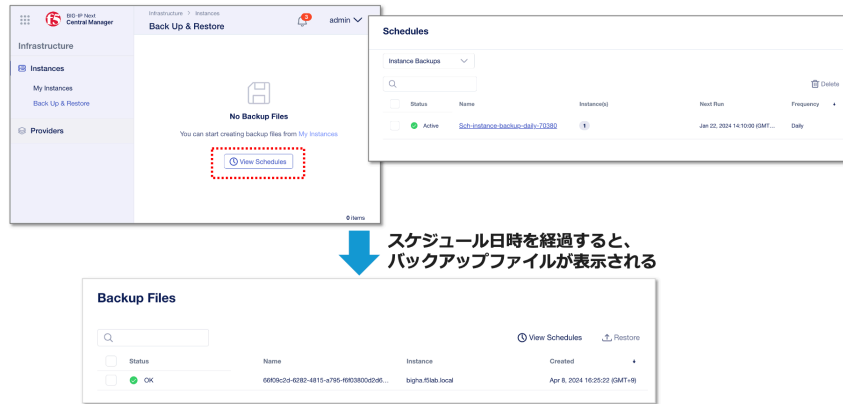 BIG-IP Next
Central Manager
Infrastructure > Instances
Back Up & Restore
3
admin
Infrastructure
Instances
My Instances
Back Up & Restore
Providers
No Backup Files
You can start creating backup files from My Instances
View Schedules
0 items
Schedules
Instance Backups
Delete
Status Name Instance(s) Next Run Frequency
Active Sch-instance-backup-daily-70380 1 Jan 22, 2024 14:10:00 (GMT... Daily
スケジュール日時を経過すると、
バックアップファイルが表示される
Backup Files
View Schedules Restore
Status Name Instance Created
OK 66f09c2d-6282-4815-a795-f6f03800d2d6... bigha.f5lab.local Apr 8, 2024 16:25:22 (GMT+9)